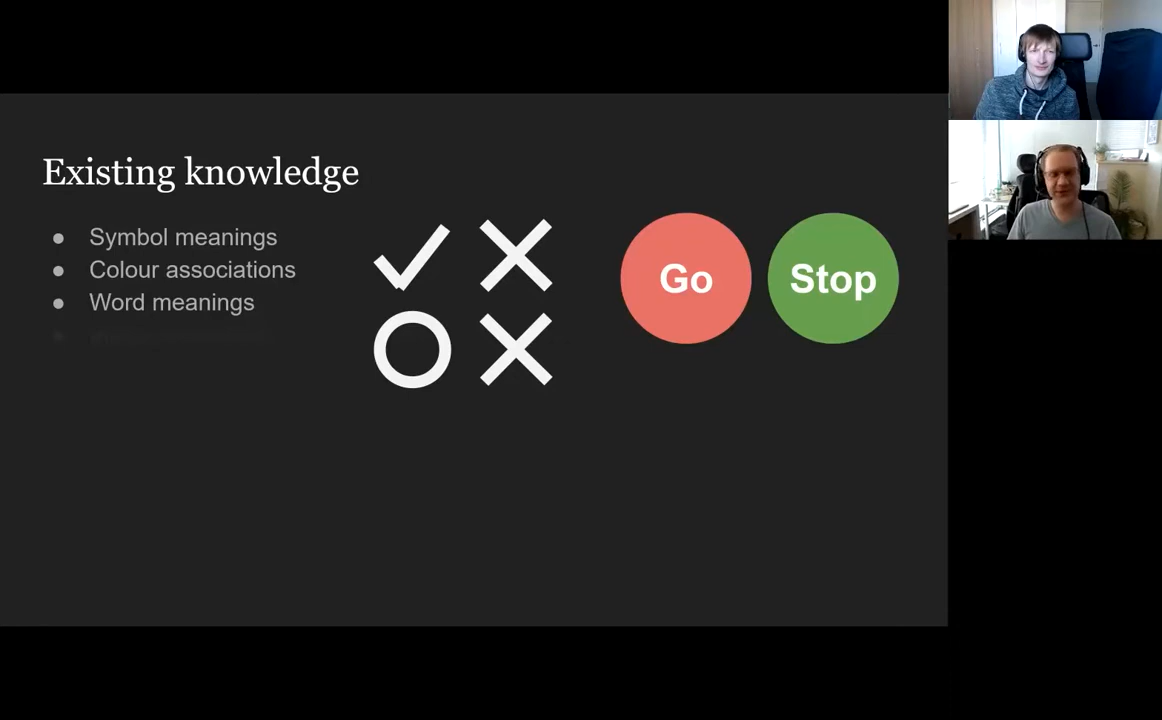 Existing knowledge
● Symbol meanings
● Colour associations
● Word meanings
Go
Stop